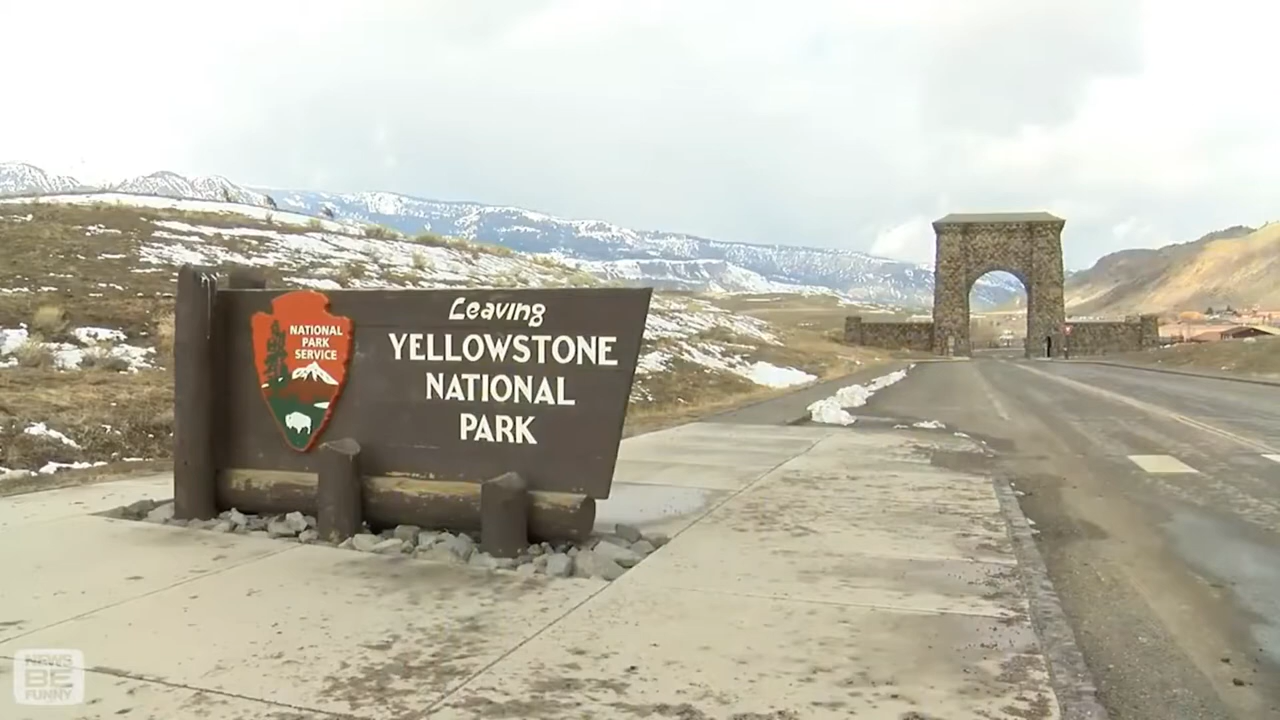 Leaving
YELLOWSTONE
NATIONAL
PARK
NATIONAL
PARK
SERVICE
NEWS
BE
FUNNY